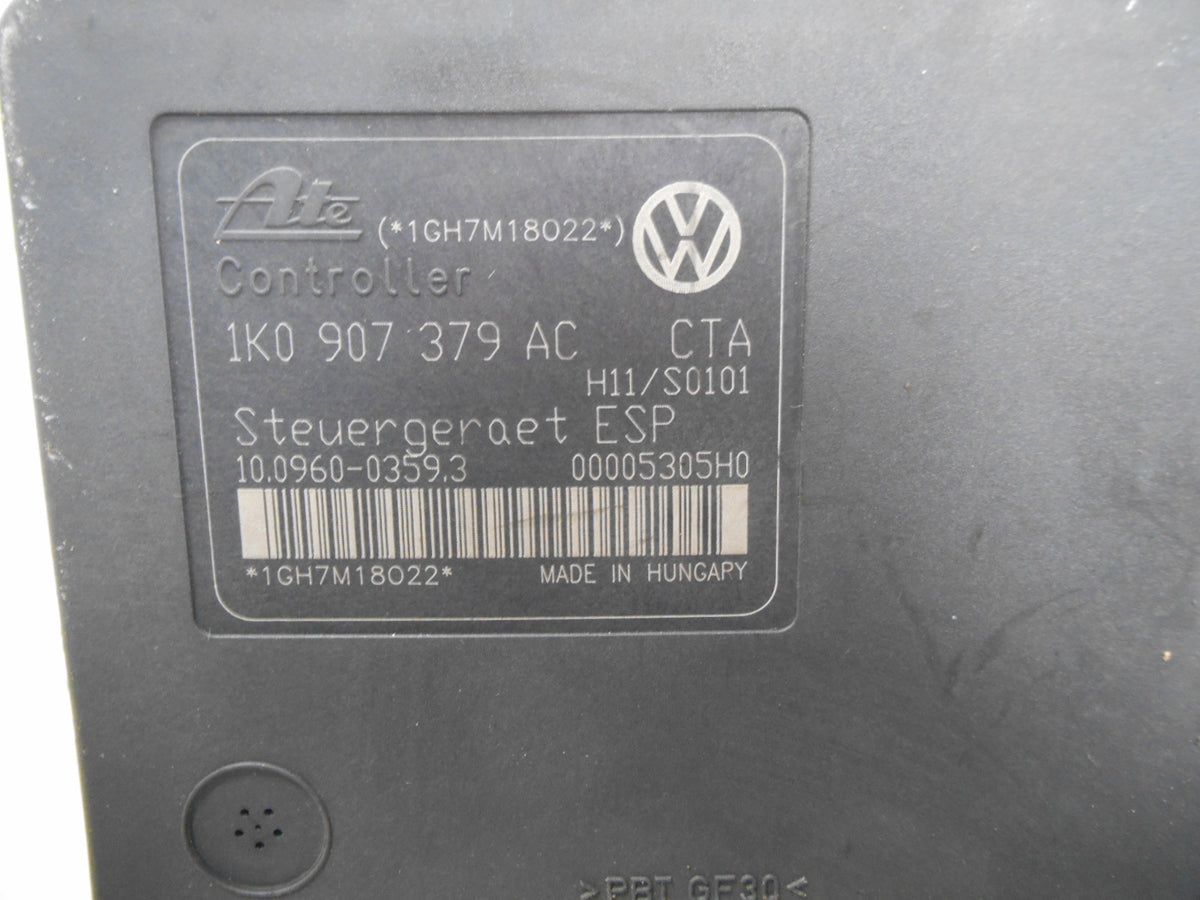 Ate (*1GH7M18022*)
Controller
1K0 907 379 AC CTA
H11/S0101
Steuergeraet ESP
10.0960-0359.3 00005305H0
*1GH7M18022* MADE IN HUNGARY
>PBT GF30<